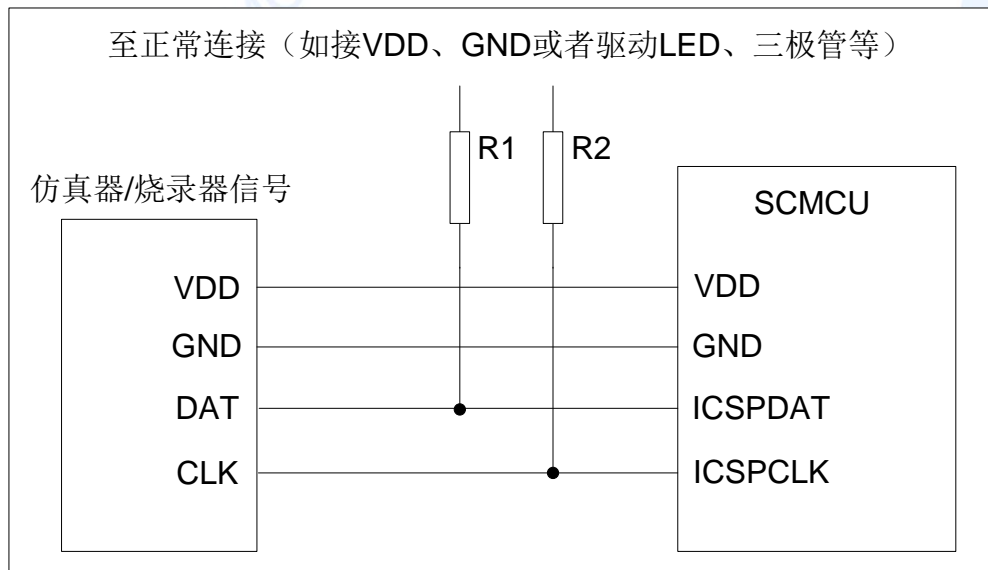 至正常连接（如接VDD、GND或者驱动LED、三极管等）
R1
R2
仿真器/烧录器信号
SCMCU
VDD
VDD
GND
GND
DAT
ICSPDAT
CLK
ICSPCLK